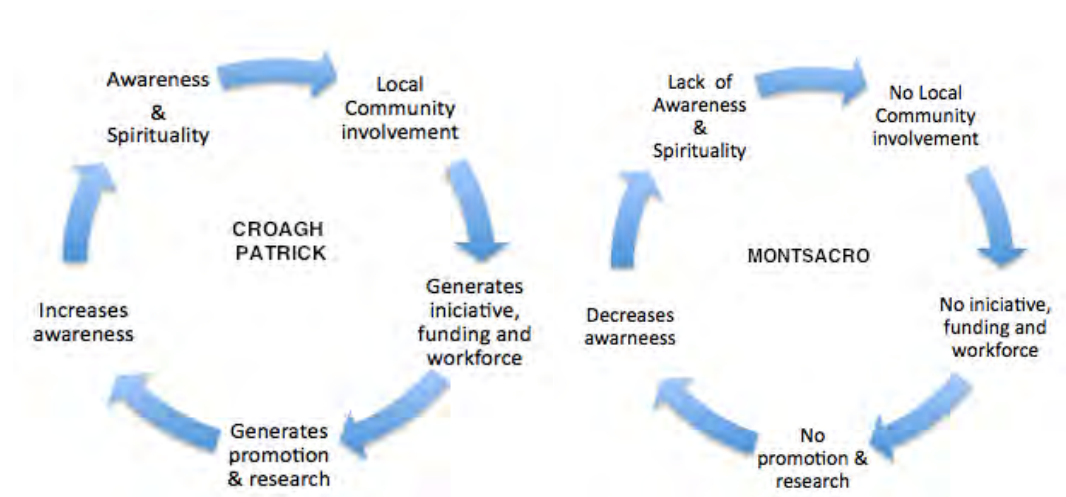 Awareness
&
Spirituality
Local
Community
involvement
Generates
iniciative,
funding and
workforce
Generates
promotion
& research
Increases
awareness
CROAGH
PATRICK
Lack of
Awareness
&
Spirituality
No Local
Community
involvement
No iniciative,
funding and
workforce
No
promotion &
research
Decreases
awarneess
MONTSACRO